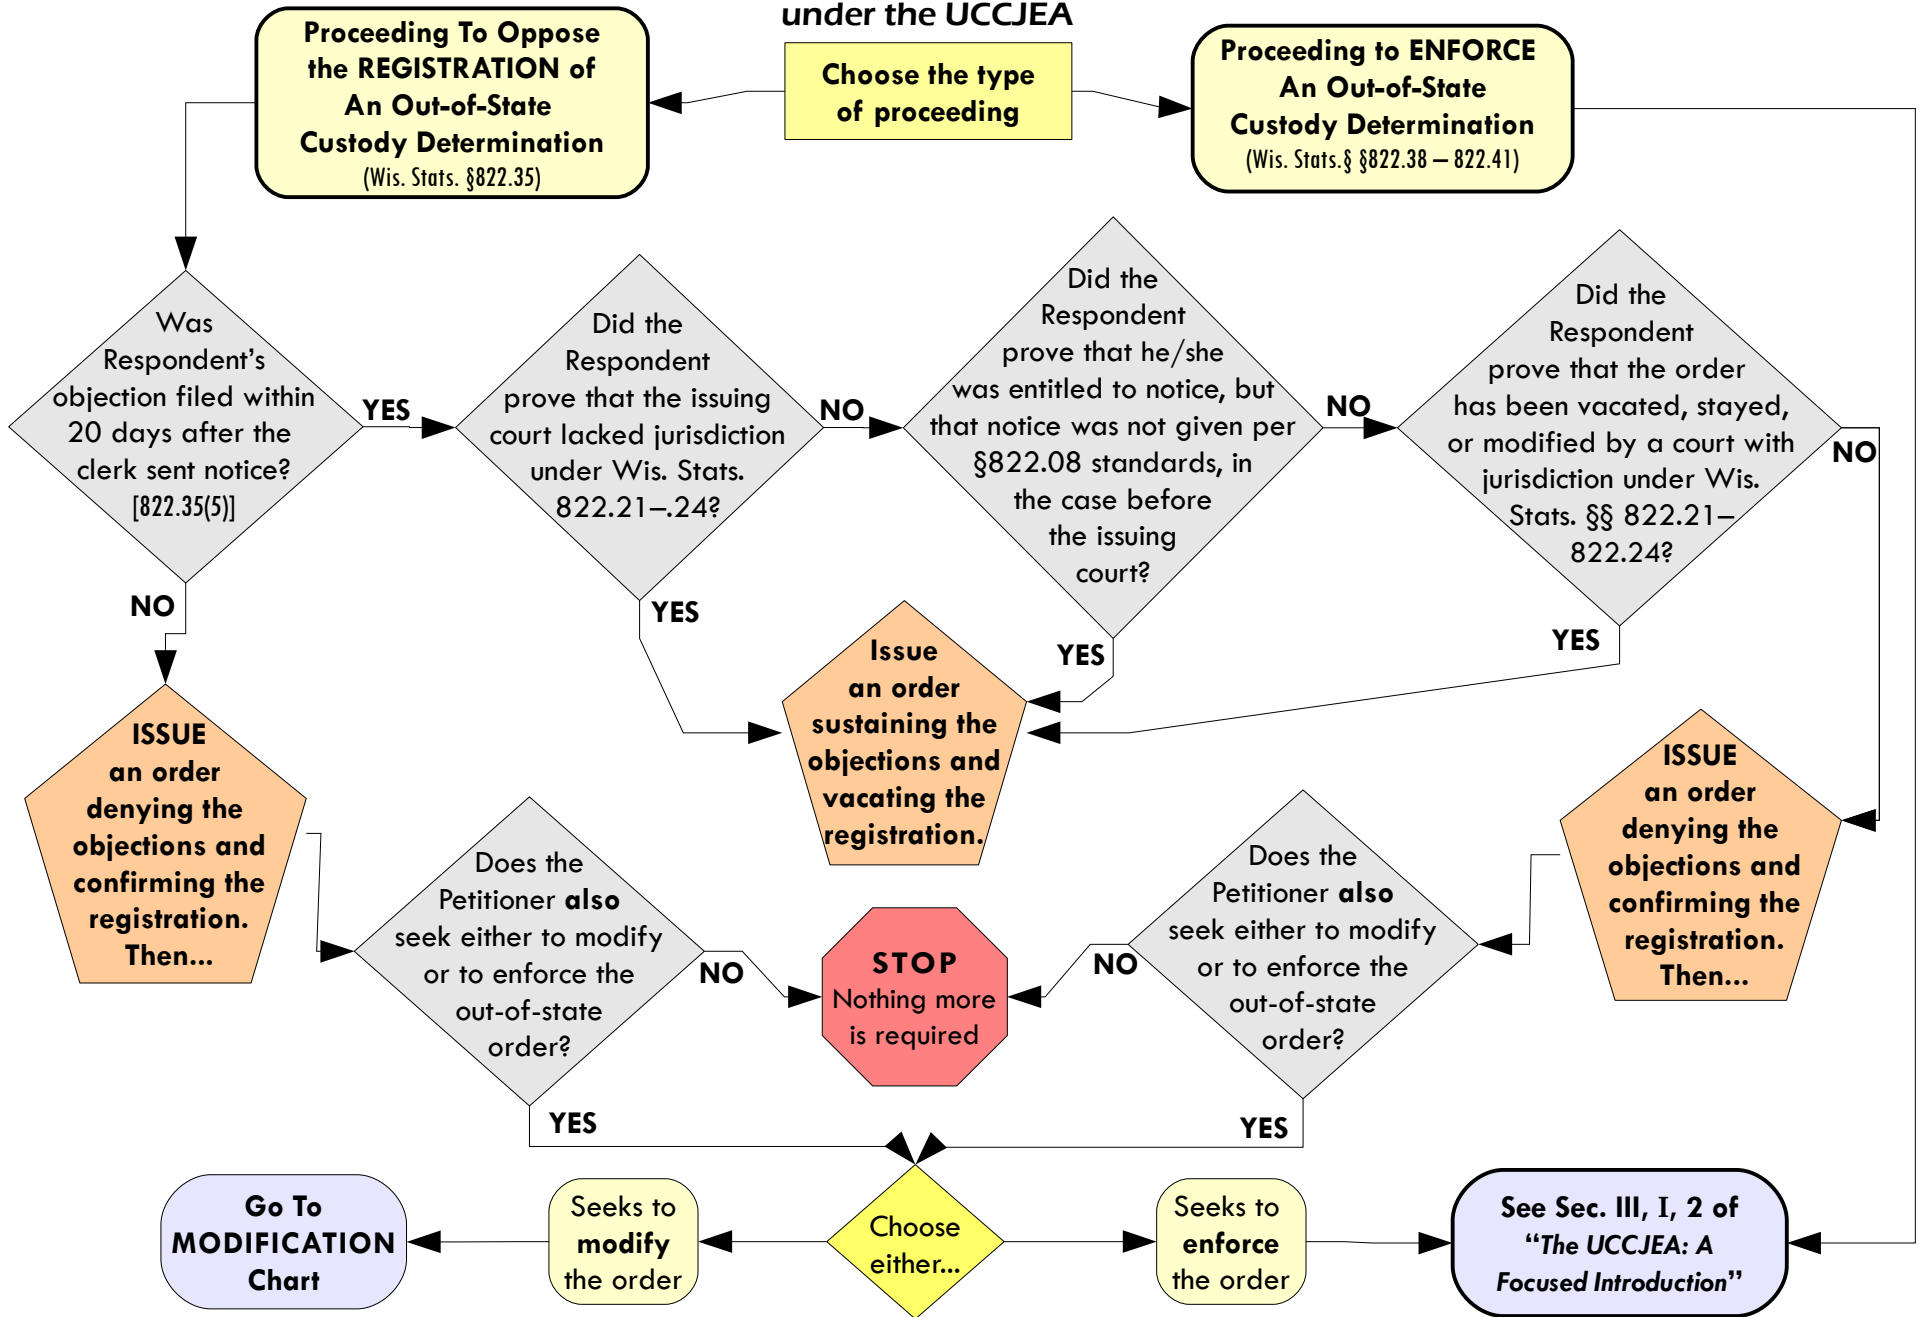 under the UCCJEA
Choose the type
of proceeding
Proceeding To Oppose
the REGISTRATION of
An Out-of-State
Custody Determination
(Wis. Stats. §822.35)
Proceeding to ENFORCE
An Out-of-State
Custody Determination
(Wis. Stats.§ §822.38 – 822.41)
Was
Respondent's
objection filed within
20 days after the
clerk sent notice?
[822.35(5)]
YES
NO
Did the
Respondent
prove that the issuing
court lacked jurisdiction
under Wis. Stats.
822.21–.24?
NO
YES
Did the
Respondent
prove that he/she
was entitled to notice, but
that notice was not given per
§822.08 standards, in
the case before
the issuing
court?
NO
YES
Did the
Respondent
prove that the order
has been vacated, stayed,
or modified by a court with
jurisdiction under Wis.
Stats. §§ 822.21–
822.24?
NO
YES
ISSUE
an order
denying the
objections and
confirming the
registration.
Then...
Issue
an order
sustaining the
objections and
vacating the
registration.
ISSUE
an order
denying the
objections and
confirming the
registration.
Then...
Does the
Petitioner also
seek either to modify
or to enforce the
out-of-state
order?
NO
YES
STOP
Nothing more
is required
Does the
Petitioner also
seek either to modify
or to enforce the
out-of-state
order?
NO
YES
Go To
MODIFICATION
Chart
Seeks to
modify
the order
Choose
either...
Seeks to
enforce
the order
See Sec. III, I, 2 of
“The UCCJEA: A
Focused Introduction”